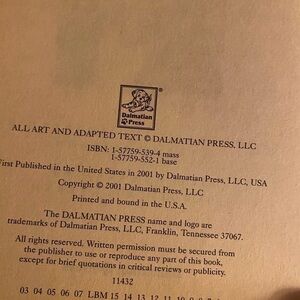 Dalmatian
Press
®
ALL ART AND ADAPTED TEXT © DALMATIAN PRESS, LLC
ISBN: 1-57759-539-4 mass
1-57759-552-1 base
First Published in the United States in 2001 by Dalmatian Press, LLC, USA
Copyright © 2001 Dalmatian Press, LLC
Printed and bound in the U.S.A.
The DALMATIAN PRESS name and logo are
trademarks of Dalmatian Press, LLC, Franklin, Tennessee 37067.
All rights reserved. Written permission must be secured from
the publisher to use or reproduce any part of this book,
except for brief quotations in critical reviews or publicity.
11432
03 04 05 06 07 LBM 15 14 13 12 11 10 9